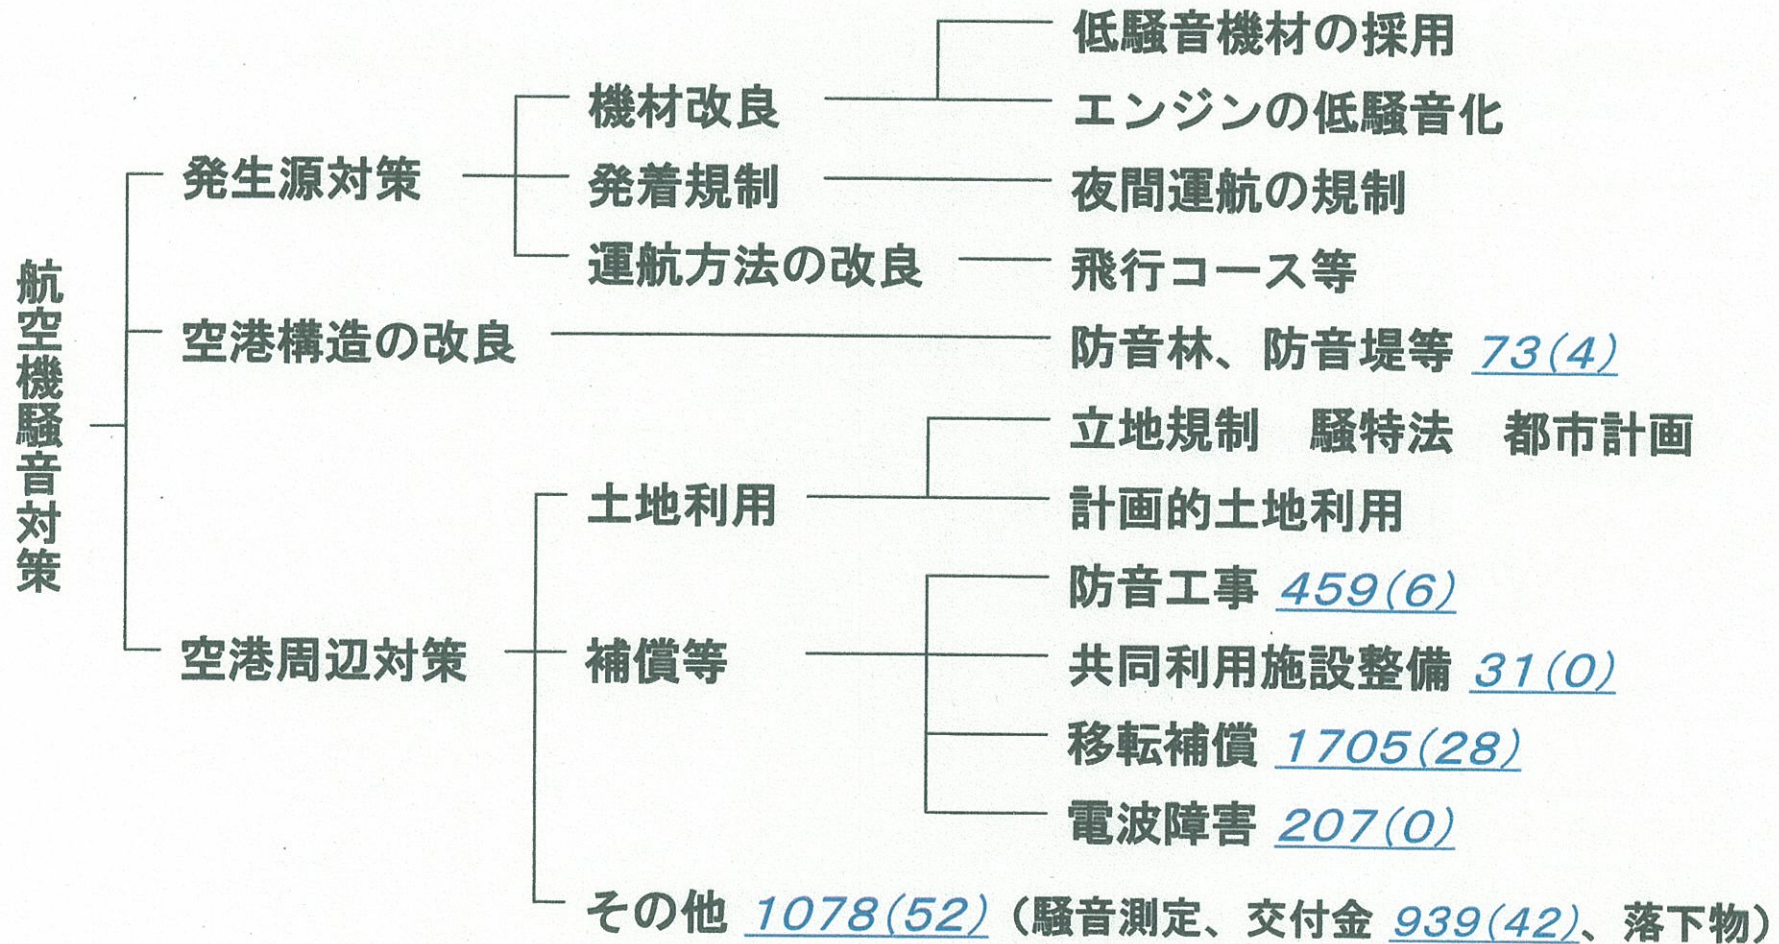 航空機騒音対策
発生源対策
機材改良
低騒音機材の採用
エンジンの低騒音化
発着規制
夜間運航の規制
運航方法の改良
飛行コース等
空港構造の改良
防音林、防音堤等 73(4)
空港周辺対策
土地利用
立地規制　騒特法　都市計画
計画的土地利用
補償等
防音工事 459(6)
共同利用施設整備 31(0)
移転補償 1705(28)
電波障害 207(0)
その他 1078(52)（騒音測定、交付金 939(42)、落下物）